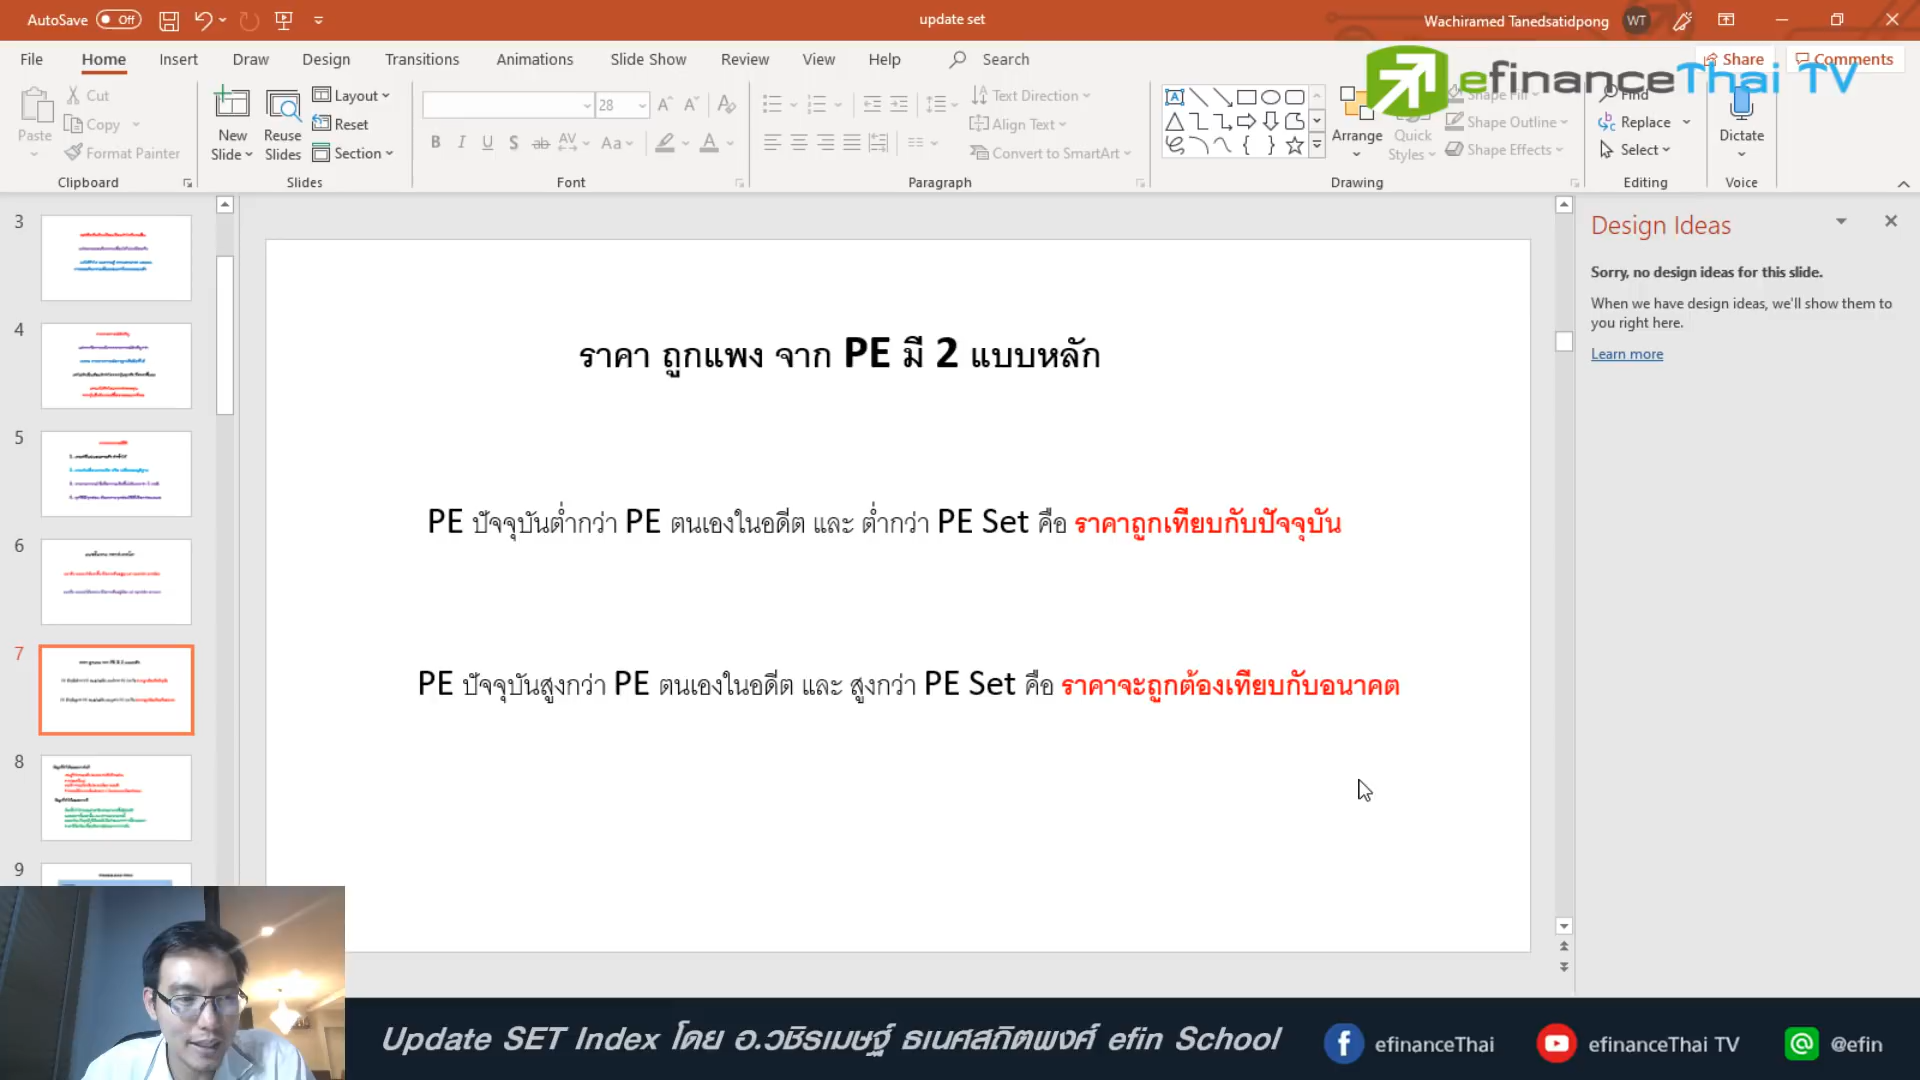 AutoSave Off
update set
Wachiramed Tanedsatidpong WT
File Home Insert Draw Design Transitions Animations Slide Show Review View Help Search
Share Comments
efinanceThai TV
Paste
Cut
Copy
Format Painter
Clipboard
New Slide
Reuse Slides
Layout
Reset
Section
Slides
28
Font
Text Direction
Align Text
Convert to SmartArt
Paragraph
Arrange
Quick Styles
Shape Fill
Shape Outline
Shape Effects
Drawing
Find
Replace
Select
Editing
Dictate
Voice
3
4
5
6
7
8
9
ราคา ถูกแพง จาก PE มี 2 แบบหลัก
PE ปัจจุบันต่ำกว่า PE ตนเองในอดีต และ ต่ำกว่า PE Set คือ ราคาถูกเทียบกับปัจจุบัน
PE ปัจจุบันสูงกว่า PE ตนเองในอดีต และ สูงกว่า PE Set คือ ราคาจะถูกต้องเทียบกับอนาคต
Design Ideas
Sorry, no design ideas for this slide.
When we have design ideas, we'll show them to
you right here.
Learn more
Update SET Index โดย อ.วชิรเมษฐ์ ธเนศสถิตพงศ์ efin School
efinanceThai
efinanceThai TV
@efin